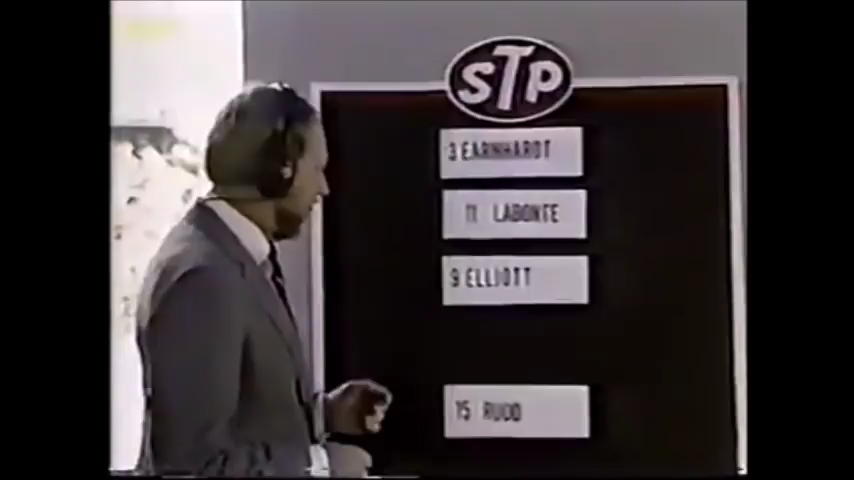 STP
3 EARNHARDT
11 LABONTE
9 ELLIOTT
15 RUDD